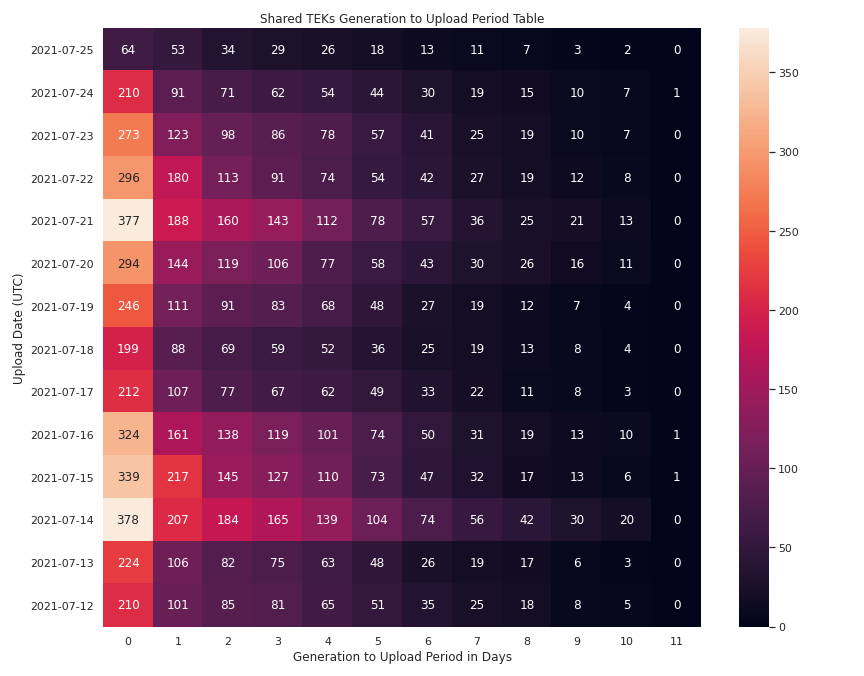 Shared TEKs Generation to Upload Period Table
Upload Date (UTC)
2021-07-25 64 53 34 29 26 18 13 11 7 3 2 0
2021-07-24 210 91 71 62 54 44 30 19 15 10 7 1
2021-07-23 273 123 98 86 78 57 41 25 19 10 7 0
2021-07-22 296 180 113 91 74 54 42 27 19 12 8 0
2021-07-21 377 188 160 143 112 78 57 36 25 21 13 0
2021-07-20 294 144 119 106 77 58 43 30 26 16 11 0
2021-07-19 246 111 91 83 68 48 27 19 12 7 4 0
2021-07-18 199 88 69 59 52 36 25 19 13 8 4 0
2021-07-17 212 107 77 67 62 49 33 22 11 8 3 0
2021-07-16 324 161 138 119 101 74 50 31 19 13 10 1
2021-07-15 339 217 145 127 110 73 47 32 17 13 6 1
2021-07-14 378 207 184 165 139 104 74 56 42 30 20 0
2021-07-13 224 106 82 75 63 48 26 19 17 6 3 0
2021-07-12 210 101 85 81 65 51 35 25 18 8 5 0
0 1 2 3 4 5 6 7 8 9 10 11
Generation to Upload Period in Days
350
300
250
200
150
100
50
0